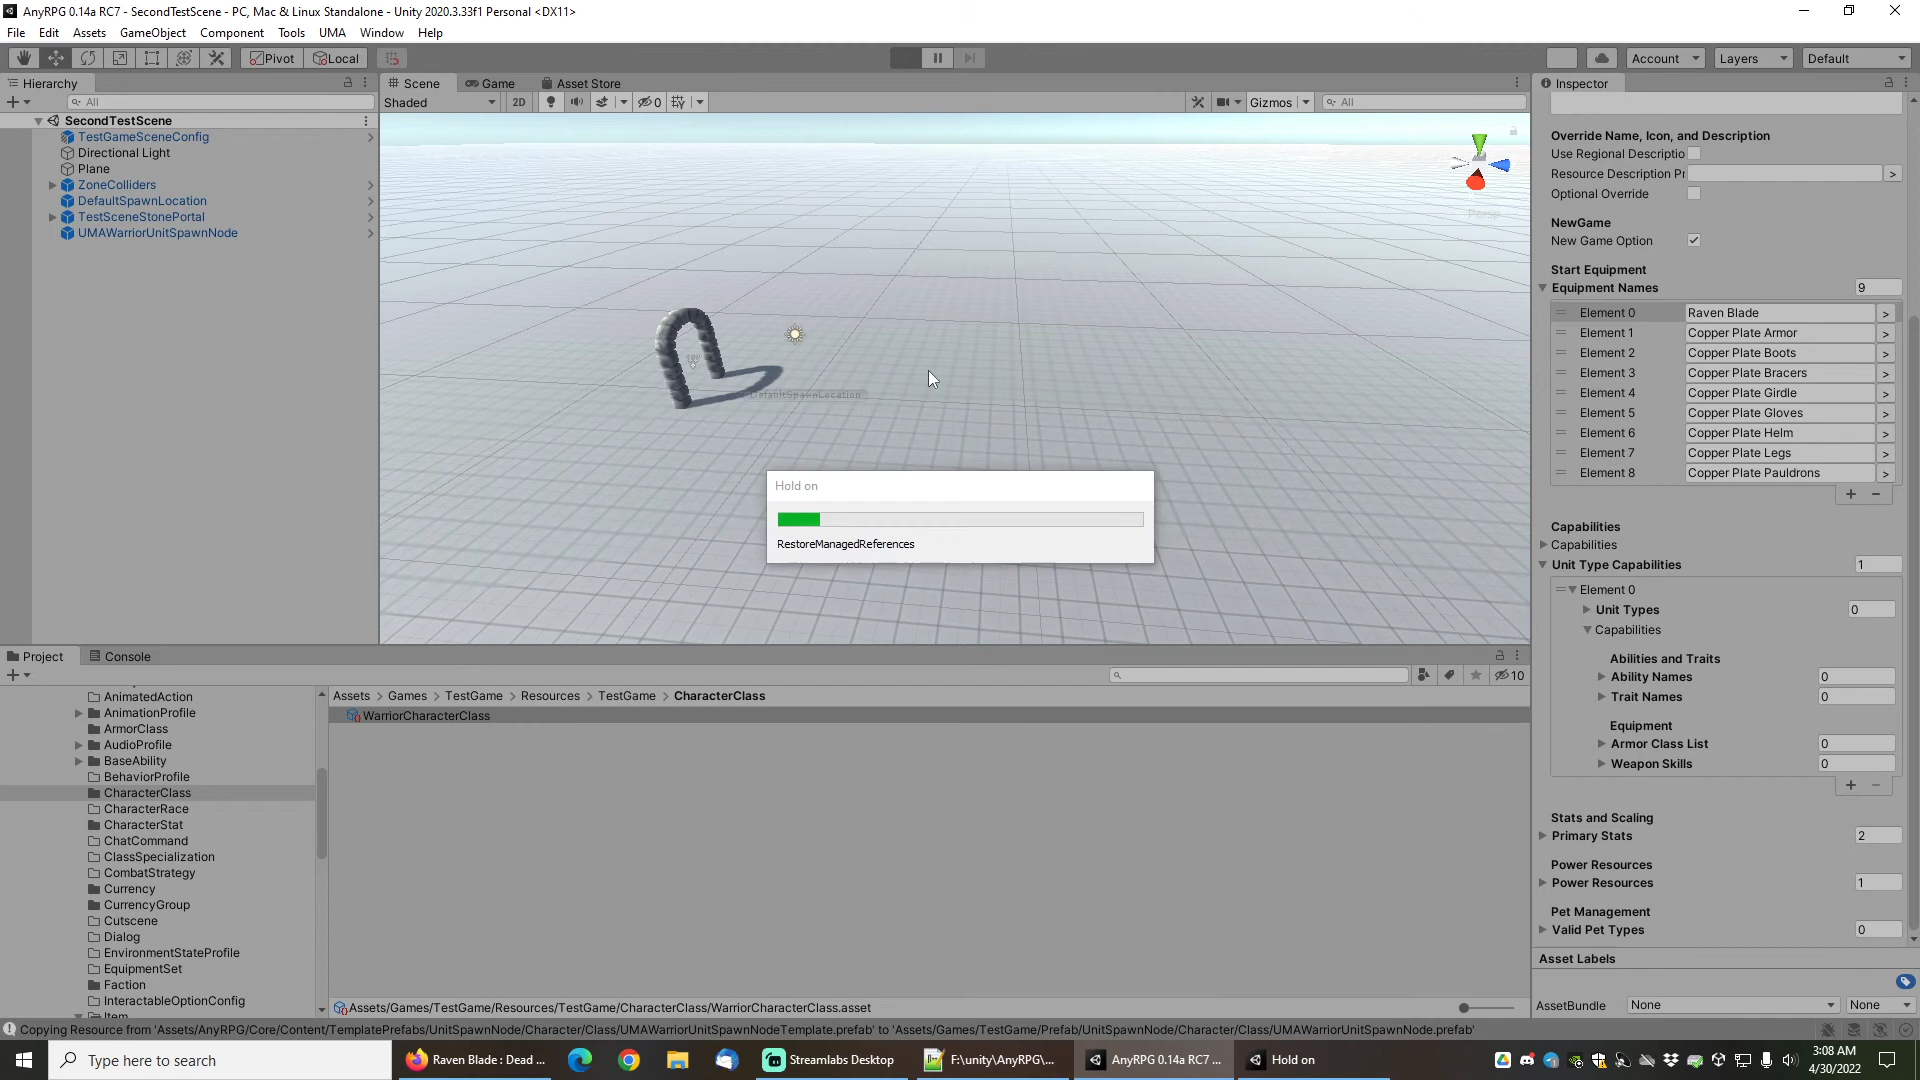 AnyRPG 0.14a RC7 - SecondTestScene - PC, Mac & Linux Standalone - Unity 2020.3.33f1 Personal <DX11>
File Edit Assets GameObject Component Tools UMA Window Help
Pivot Local Account Layers Default
Hierarchy
All
SecondTestScene
TestGameSceneConfig
Directional Light
Plane
ZoneColliders
DefaultSpawnLocation
TestSceneStonePortal
UMAWarriorUnitSpawnNode
Scene Game Asset Store
Shaded 2D 0 Gizmos All
Persp
DefaultSpawnLocation
Hold on
RestoreManagedReferences
Inspector
Override Name, Icon, and Description
Use Regional Descriptio
Resource Description Pr >
Optional Override
NewGame
New Game Option
Start Equipment
Equipment Names 9
Element 0 Raven Blade >
Element 1 Copper Plate Armor >
Element 2 Copper Plate Boots >
Element 3 Copper Plate Bracers >
Element 4 Copper Plate Girdle >
Element 5 Copper Plate Gloves >
Element 6 Copper Plate Helm >
Element 7 Copper Plate Legs >
Element 8 Copper Plate Pauldrons >
Capabilities
Capabilities
Unit Type Capabilities 1
Element 0
Unit Types 0
Capabilities
Abilities and Traits
Ability Names 0
Trait Names 0
Equipment
Armor Class List 0
Weapon Skills 0
Stats and Scaling
Primary Stats 2
Power Resources
Power Resources 1
Pet Management
Valid Pet Types 0
Asset Labels
AssetBundle None None
Project Console
10
AnimatedAction
AnimationProfile
ArmorClass
AudioProfile
BaseAbility
BehaviorProfile
CharacterClass
CharacterRace
CharacterStat
ChatCommand
ClassSpecialization
CombatStrategy
Currency
CurrencyGroup
Cutscene
Dialog
EnvironmentStateProfile
EquipmentSet
Faction
InteractableOptionConfig
Item
Assets > Games > TestGame > Resources > TestGame > CharacterClass
WarriorCharacterClass
Assets/Games/TestGame/Resources/TestGame/CharacterClass/WarriorCharacterClass.asset
Copying Resource from 'Assets/AnyRPG/Core/Content/TemplatePrefabs/UnitSpawnNode/Character/Class/UMAWarriorUnitSpawnNodeTemplate.prefab' to 'Assets/Games/TestGame/Prefab/UnitSpawnNode/Character/Class/UMAWarriorUnitSpawnNode.prefab'
Type here to search
Raven Blade : Dead ...
Streamlabs Desktop
F:\unity\AnyRPG\...
AnyRPG 0.14a RC7 ...
Hold on
3:08 AM
4/30/2022